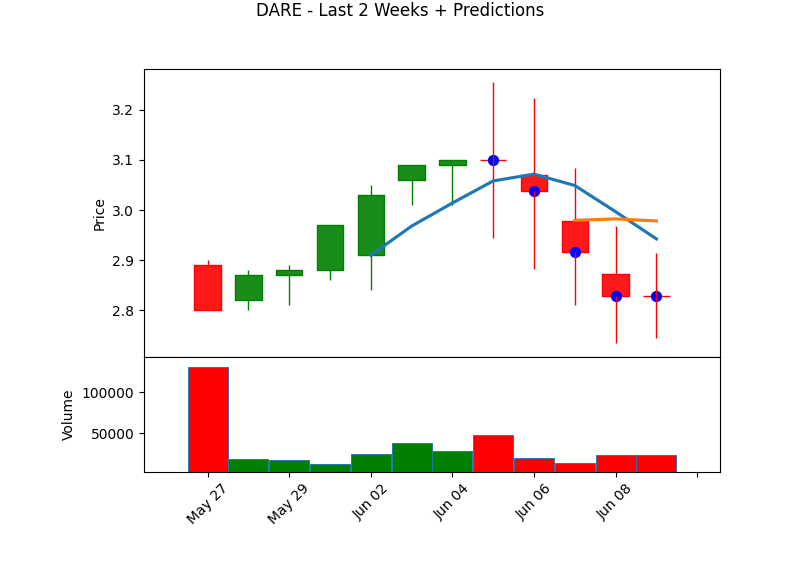 DARE - Last 2 Weeks + Predictions
3.2
3.1
3.0
2.9
2.8
Price
100000
50000
Volume
May 27
May 29
Jun 02
Jun 04
Jun 06
Jun 08